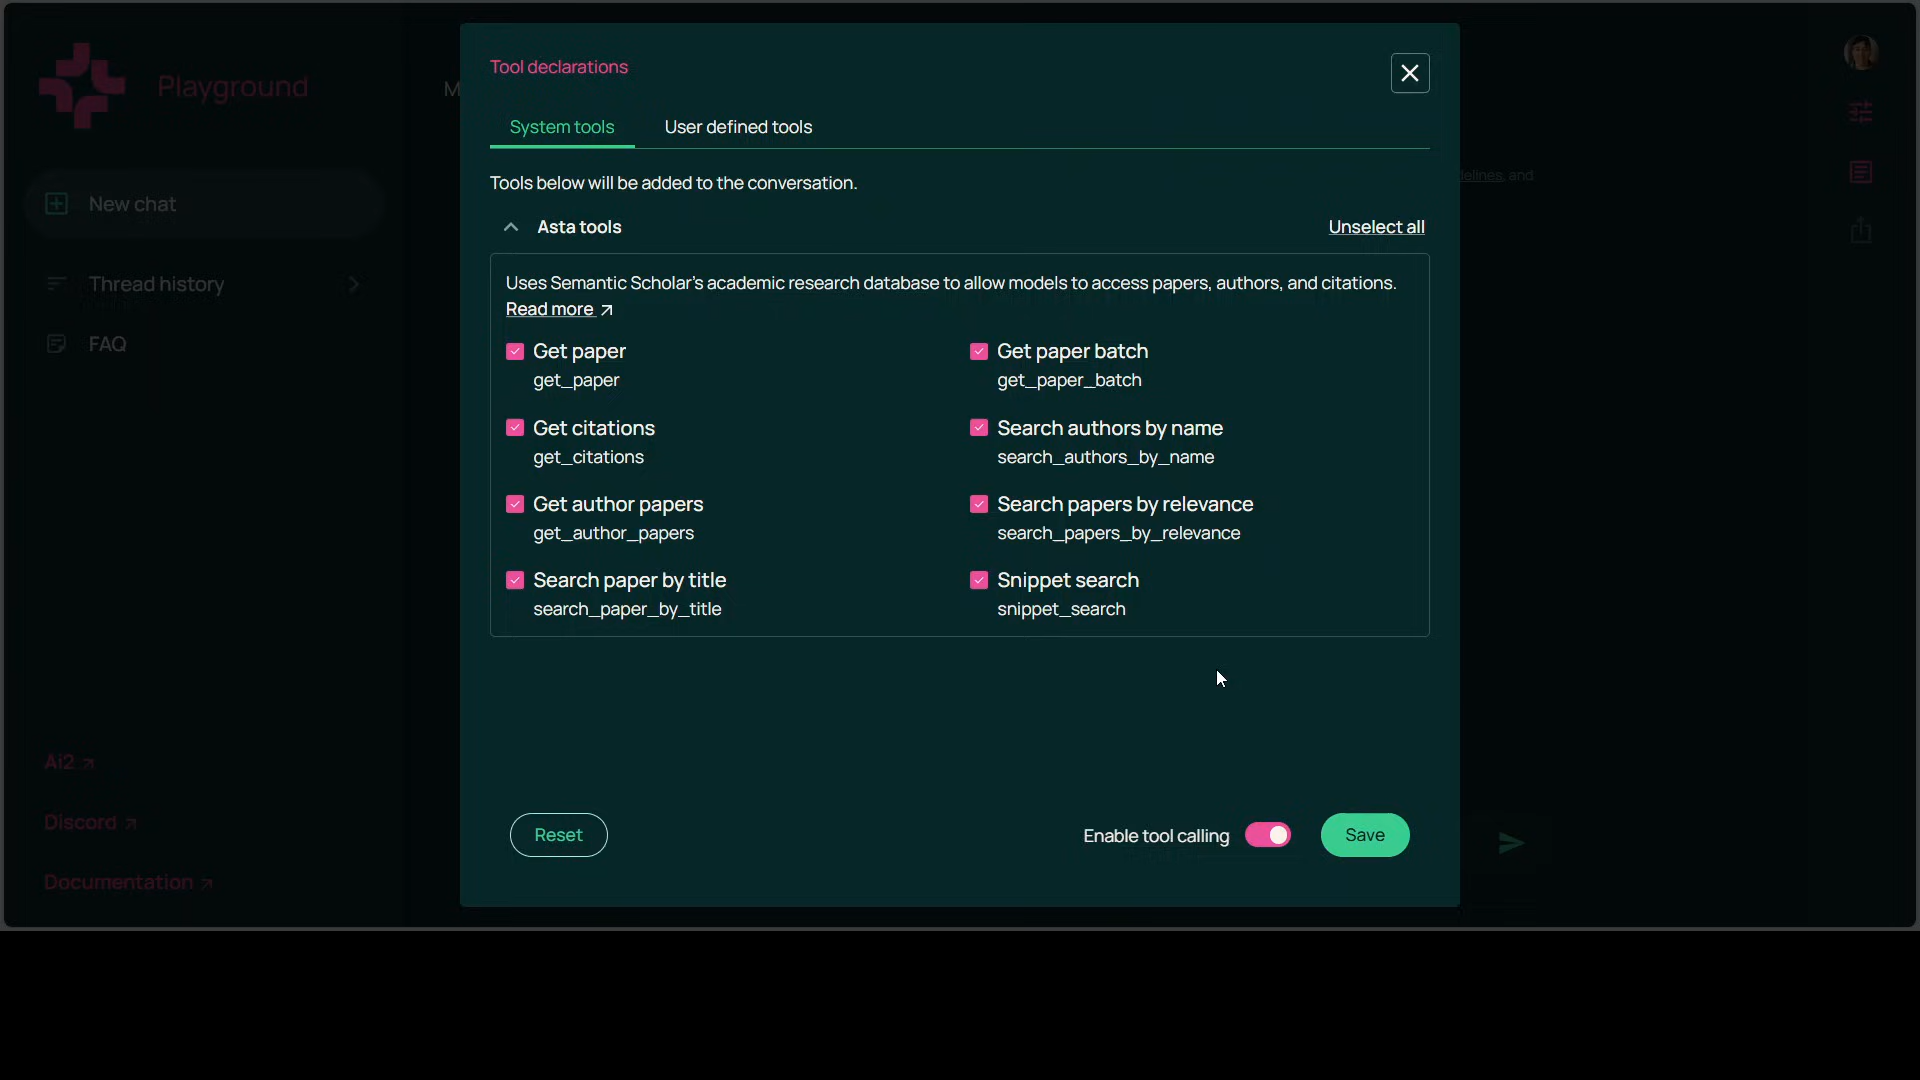 Tool declarations
Playground
M
System tools
User defined tools
Tools below will be added to the conversation.
delines, and
New chat
Asta tools
Unselect all
Uses Semantic Scholar's academic research database to allow models to access papers, authors, and citations.
Read more
Thread history
FAQ
Get paper
get_paper
Get paper batch
get_paper_batch
Get citations
get_citations
Search authors by name
search_authors_by_name
Get author papers
get_author_papers
Search papers by relevance
search_papers_by_relevance
Search paper by title
search_paper_by_title
Snippet search
snippet_search
Ai2
Discord
Documentation
Reset
Enable tool calling
Save